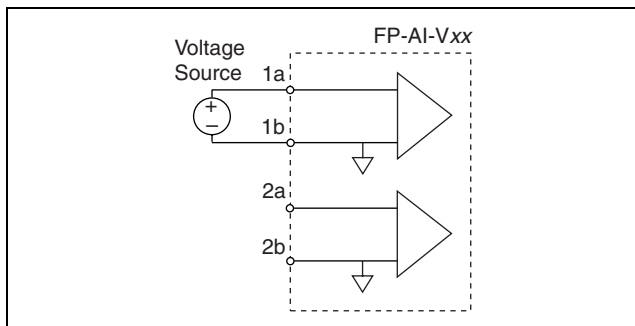 FP-AI-Vxx
Voltage
Source
1a
+
−
1b
2a
2b